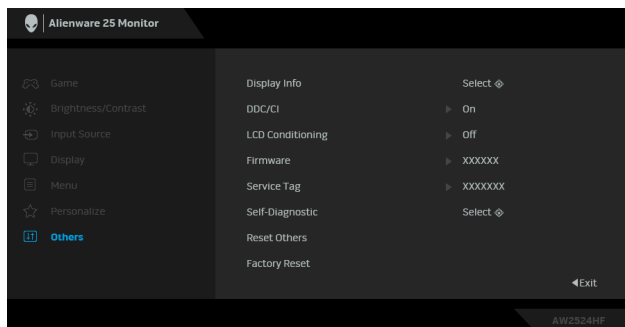 Alienware 25 Monitor
Game
Brightness/Contrast
Input Source
Display
Menu
Personalize
Others
Display Info Select
DDC/CI On
LCD Conditioning Off
Firmware XXXXXX
Service Tag XXXXXXX
Self-Diagnostic Select
Reset Others
Factory Reset
Exit
AW2524HF